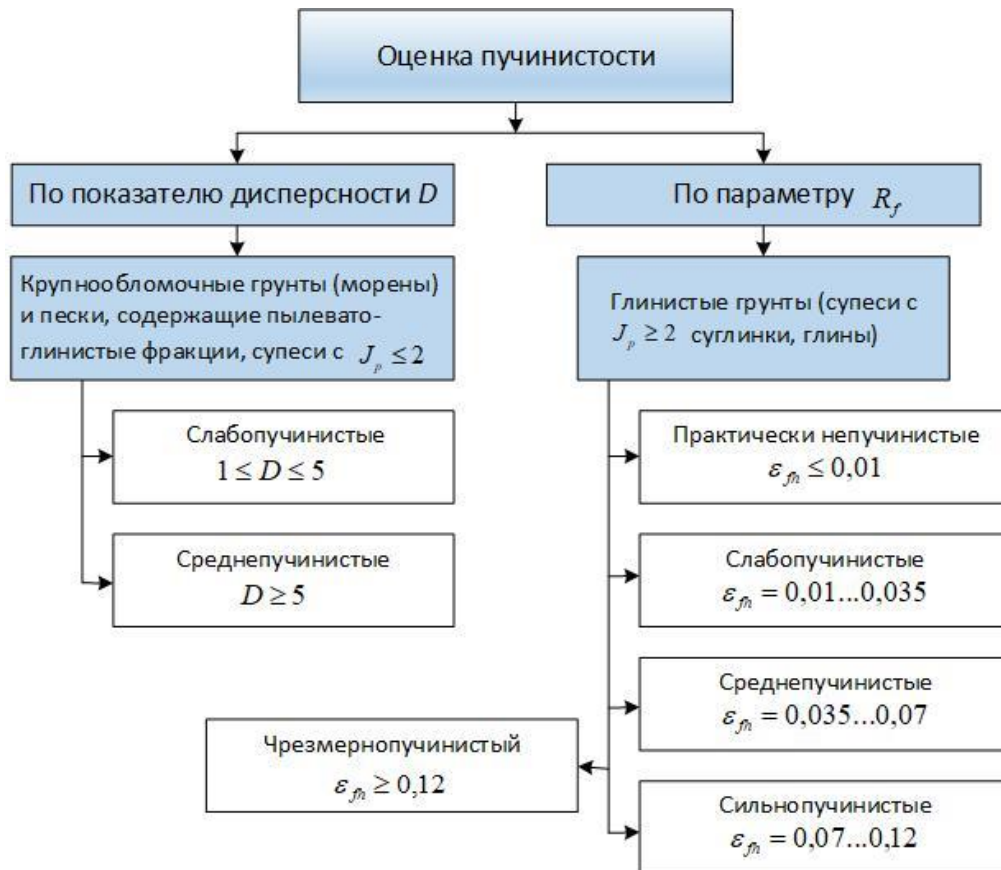 Оценка пучинистости
По показателю дисперсности D
По параметру R_f
Крупнообломочные грунты (морены)
и пески, содержащие пылевато-
глинистые фракции, супеси с J_p ≤ 2
Глинистые грунты (супеси с
J_p ≥ 2 суглинки, глины)
Слабопучинистые
1 ≤ D ≤ 5
Среднепучинистые
D ≥ 5
Практически непучинистые
ε_fh ≤ 0,01
Слабопучинистые
ε_fh = 0,01...0,035
Среднепучинистые
ε_fh = 0,035...0,07
Чрезмернопучинистый
ε_fh ≥ 0,12
Сильнопучинистые
ε_fh = 0,07...0,12